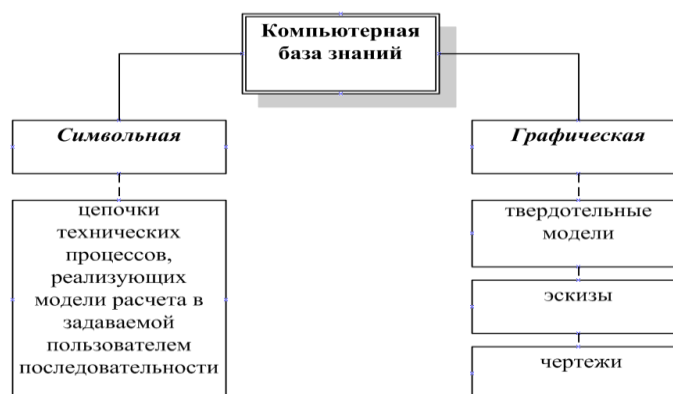 Компьютерная
база знаний
Символьная
Графическая
цепочки
технических
процессов,
реализующих
модели расчета в
задаваемой
пользователем
последовательности
твердотельные
модели
эскизы
чертежи